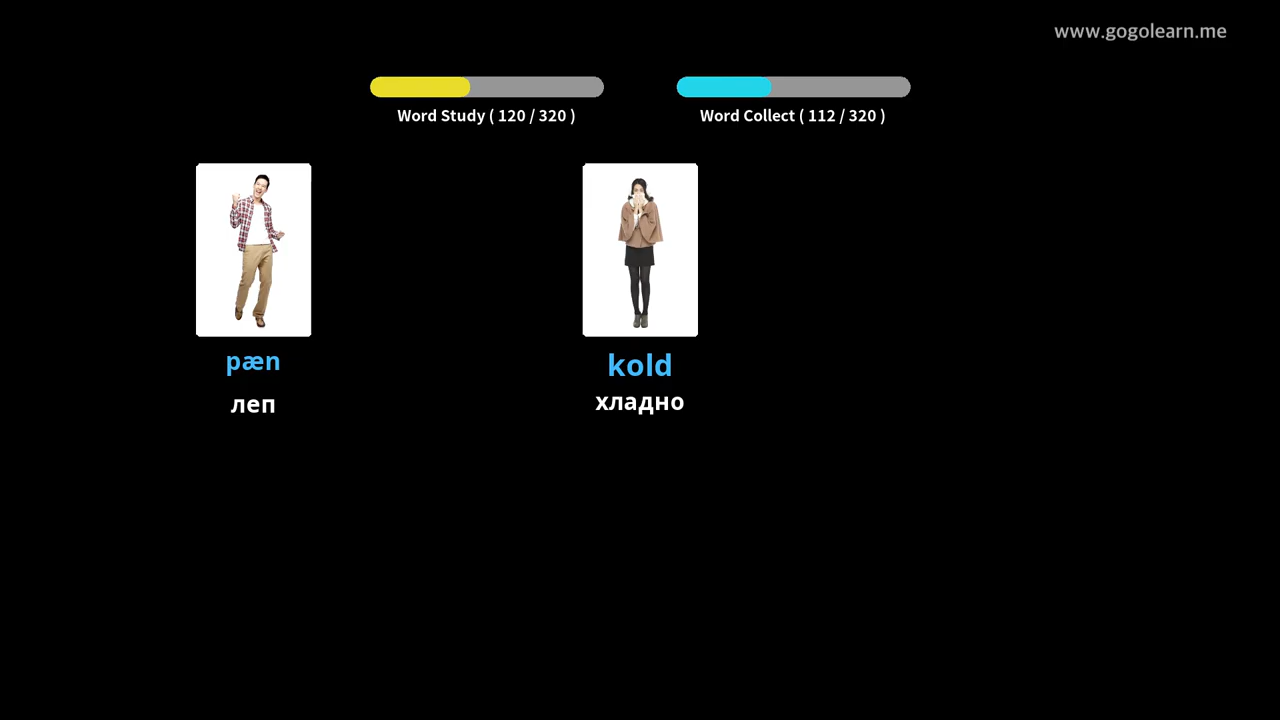 www.gogolearn.me
Word Study ( 120 / 320 )
Word Collect ( 112 / 320 )
pæn
леп
kold
хладно